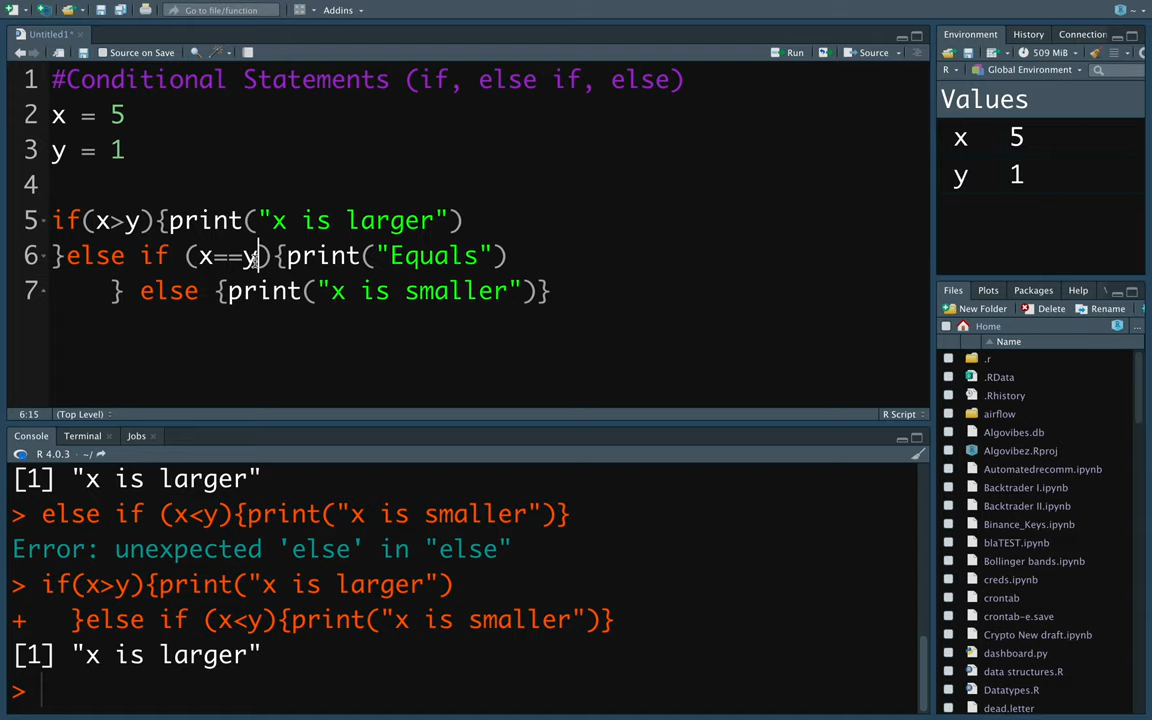 Go to file/function
Addins
Untitled1*
Source on Save
Run
Source
1 #Conditional Statements (if, else if, else)
2 x = 5
3 y = 1
4
5 if(x>y){print("x is larger")
6 }else if (x==y){print("Equals")
7 } else {print("x is smaller")}
6:15
(Top Level)
R Script
Console Terminal Jobs
R 4.0.3 · ~/
[1] "x is larger"
> else if (x<y){print("x is smaller")}
Error: unexpected 'else' in "else"
> if(x>y){print("x is larger")
+ }else if (x<y){print("x is smaller")}
[1] "x is larger"
>
Environment History Connection
509 MiB
R Global Environment
Values
x 5
y 1
Files Plots Packages Help
New Folder Delete Rename
Home
Name
.r
.RData
.Rhistory
airflow
Algovibes.db
Algovibez.Rproj
Automatedrecomm.ipynb
Backtrader I.ipynb
Backtrader II.ipynb
Binance_Keys.ipynb
blaTEST.ipynb
Bollinger bands.ipynb
creds.ipynb
crontab
crontab-e.save
Crypto New draft.ipynb
dashboard.py
data structures.R
Datatypes.R
dead.letter